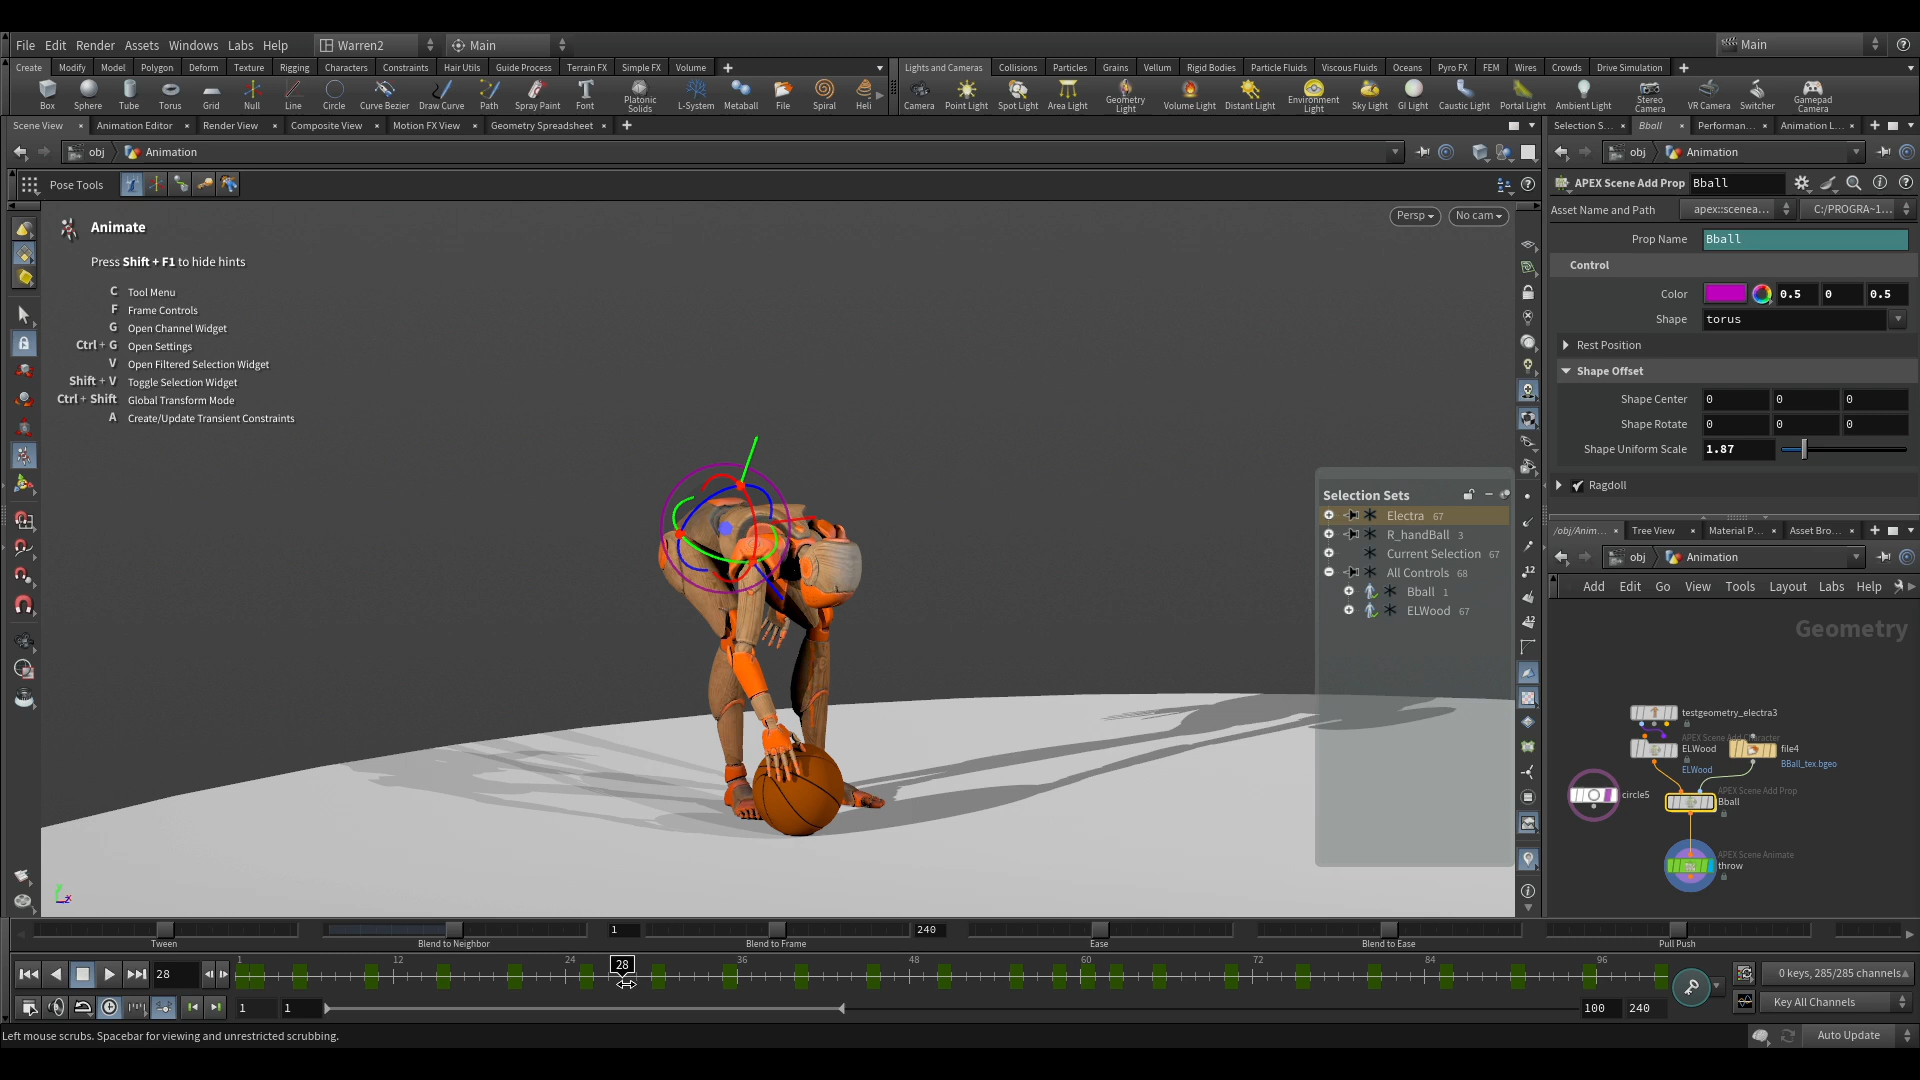 File Edit Render Assets Windows Labs Help Warren2 Main Main
Create Modify Model Polygon Deform Texture Rigging Characters Constraints Hair Utils Guide Process Terrain FX Simple FX Volume
Lights and Cameras Collisions Particles Grains Vellum Rigid Bodies Particle Fluids Viscous Fluids Oceans Pyro FX FEM Wires Crowds Drive Simulation
Box Sphere Tube Torus Grid Null Line Circle Curve Bezier Draw Curve Path Spray Paint Font Platonic Solids L-System Metaball File Spiral Heli
Camera Point Light Spot Light Area Light Geometry Light Volume Light Distant Light Environment Light Sky Light GI Light Caustic Light Portal Light Ambient Light Stereo Camera VR Camera Switcher Gamepad Camera
Scene View Animation Editor Render View Composite View Motion FX View Geometry Spreadsheet
Selection S... Bball Performan... Animation L...
obj Animation
obj Animation
Pose Tools
APEX Scene Add Prop Bball
Asset Name and Path apex::scenea... C:/PROGRA~1...
Prop Name Bball
Control
Color 0.5 0 0.5
Shape torus
Rest Position
Shape Offset
Shape Center 0 0 0
Shape Rotate 0 0 0
Shape Uniform Scale 1.87
Ragdoll
Persp No cam
Animate
Press Shift + F1 to hide hints
C Tool Menu
F Frame Controls
G Open Channel Widget
Ctrl + G Open Settings
V Open Filtered Selection Widget
Shift + V Toggle Selection Widget
Ctrl + Shift Global Transform Mode
A Create/Update Transient Constraints
Selection Sets
Electra 67
R_handBall 3
Current Selection 67
All Controls 68
Bball 1
ELWood 67
/obj/Anim... Tree View Material P... Asset Bro...
obj Animation
Add Edit Go View Tools Layout Labs Help
Geometry
testgeometry_electra3
APEX Scene Add Character
ELWood file4
ELWood BBall_tex.bgeo
APEX Scene Add Prop
circle5 Bball
APEX Scene Animate
throw
1 240
Tween Blend to Neighbor Blend to Frame Ease Blend to Ease Pull Push
1 12 24 36 48 60 72 84 96
28 28
0 keys, 285/285 channels
1 1 100 240 Key All Channels
Left mouse scrubs. Spacebar for viewing and unrestricted scrubbing.
Auto Update